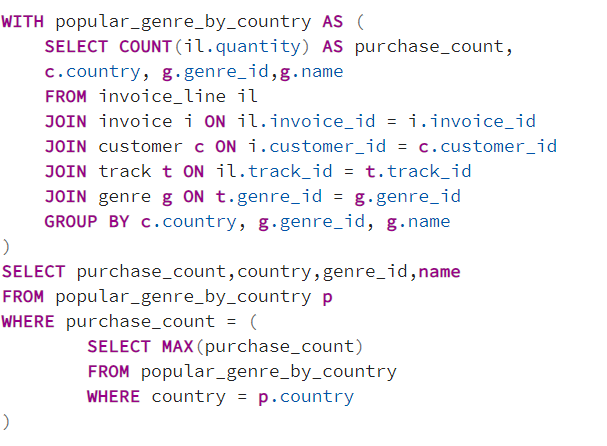 WITH popular_genre_by_country AS (
    SELECT COUNT(il.quantity) AS purchase_count,
    c.country, g.genre_id,g.name
    FROM invoice_line il
    JOIN invoice i ON il.invoice_id = i.invoice_id
    JOIN customer c ON i.customer_id = c.customer_id
    JOIN track t ON il.track_id = t.track_id
    JOIN genre g ON t.genre_id = g.genre_id
    GROUP BY c.country, g.genre_id, g.name
)
SELECT purchase_count,country,genre_id,name
FROM popular_genre_by_country p
WHERE purchase_count = (
        SELECT MAX(purchase_count)
        FROM popular_genre_by_country
        WHERE country = p.country
)